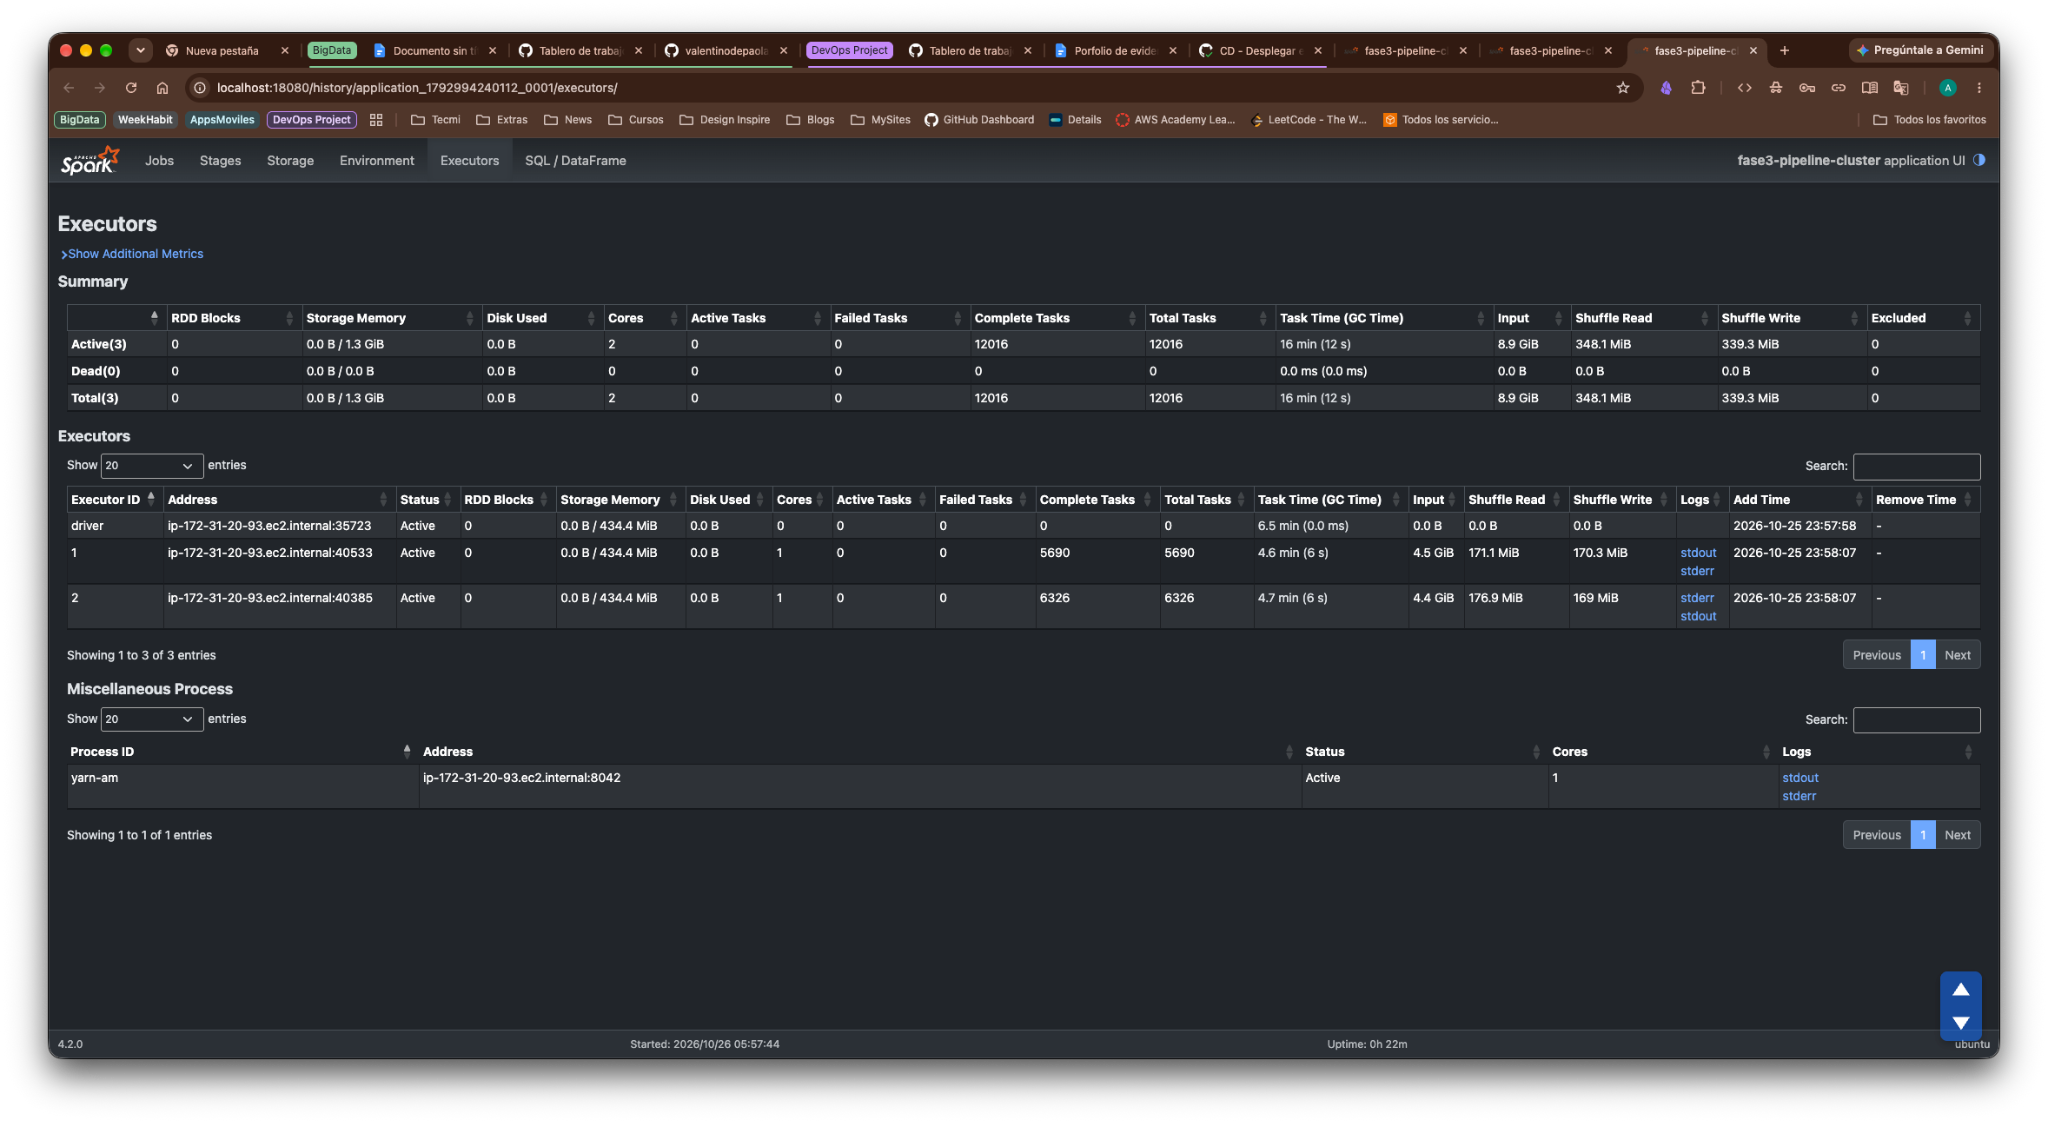 Nueva pestaña BigData Documento sin ti Tablero de trabajo valentinodepaola DevOps Project Tablero de trabajo Porfolio de evide CD - Desplegar fase3-pipeline-cl fase3-pipeline-cl fase3-pipeline-cl Pregúntale a Gemini
localhost:18080/history/application_1792994240112_0001/executors/ A
BigData WeekHabit AppsMoviles DevOps Project Tecmi Extras News Cursos Design Inspire Blogs MySites GitHub Dashboard Details AWS Academy Lea... LeetCode - The W... Todos los servicio... Todos los favoritos
APACHE Spark Jobs Stages Storage Environment Executors SQL / DataFrame fase3-pipeline-cluster application UI
Executors
Show Additional Metrics
Summary
RDD Blocks Storage Memory Disk Used Cores Active Tasks Failed Tasks Complete Tasks Total Tasks Task Time (GC Time) Input Shuffle Read Shuffle Write Excluded
Active(3) 0 0.0 B / 1.3 GiB 0.0 B 2 0 0 12016 12016 16 min (12 s) 8.9 GiB 348.1 MiB 339.3 MiB 0
Dead(0) 0 0.0 B / 0.0 B 0.0 B 0 0 0 0 0 0.0 ms (0.0 ms) 0.0 B 0.0 B 0.0 B 0
Total(3) 0 0.0 B / 1.3 GiB 0.0 B 2 0 0 12016 12016 16 min (12 s) 8.9 GiB 348.1 MiB 339.3 MiB 0
Executors
Show 20 entries Search:
Executor ID Address Status RDD Blocks Storage Memory Disk Used Cores Active Tasks Failed Tasks Complete Tasks Total Tasks Task Time (GC Time) Input Shuffle Read Shuffle Write Logs Add Time Remove Time
driver ip-172-31-20-93.ec2.internal:35723 Active 0 0.0 B / 434.4 MiB 0.0 B 0 0 0 0 0 6.5 min (0.0 ms) 0.0 B 0.0 B 0.0 B 2026-10-25 23:57:58 -
1 ip-172-31-20-93.ec2.internal:40533 Active 0 0.0 B / 434.4 MiB 0.0 B 1 0 0 5690 5690 4.6 min (6 s) 4.5 GiB 171.1 MiB 170.3 MiB stdout 2026-10-25 23:58:07 -
stderr
2 ip-172-31-20-93.ec2.internal:40385 Active 0 0.0 B / 434.4 MiB 0.0 B 1 0 0 6326 6326 4.7 min (6 s) 4.4 GiB 176.9 MiB 169 MiB stderr 2026-10-25 23:58:07 -
stdout
Showing 1 to 3 of 3 entries Previous 1 Next
Miscellaneous Process
Show 20 entries Search:
Process ID Address Status Cores Logs
yarn-am ip-172-31-20-93.ec2.internal:8042 Active 1 stdout
stderr
Showing 1 to 1 of 1 entries Previous 1 Next
4.2.0 Started: 2026/10/26 05:57:44 Uptime: 0h 22m ubuntu